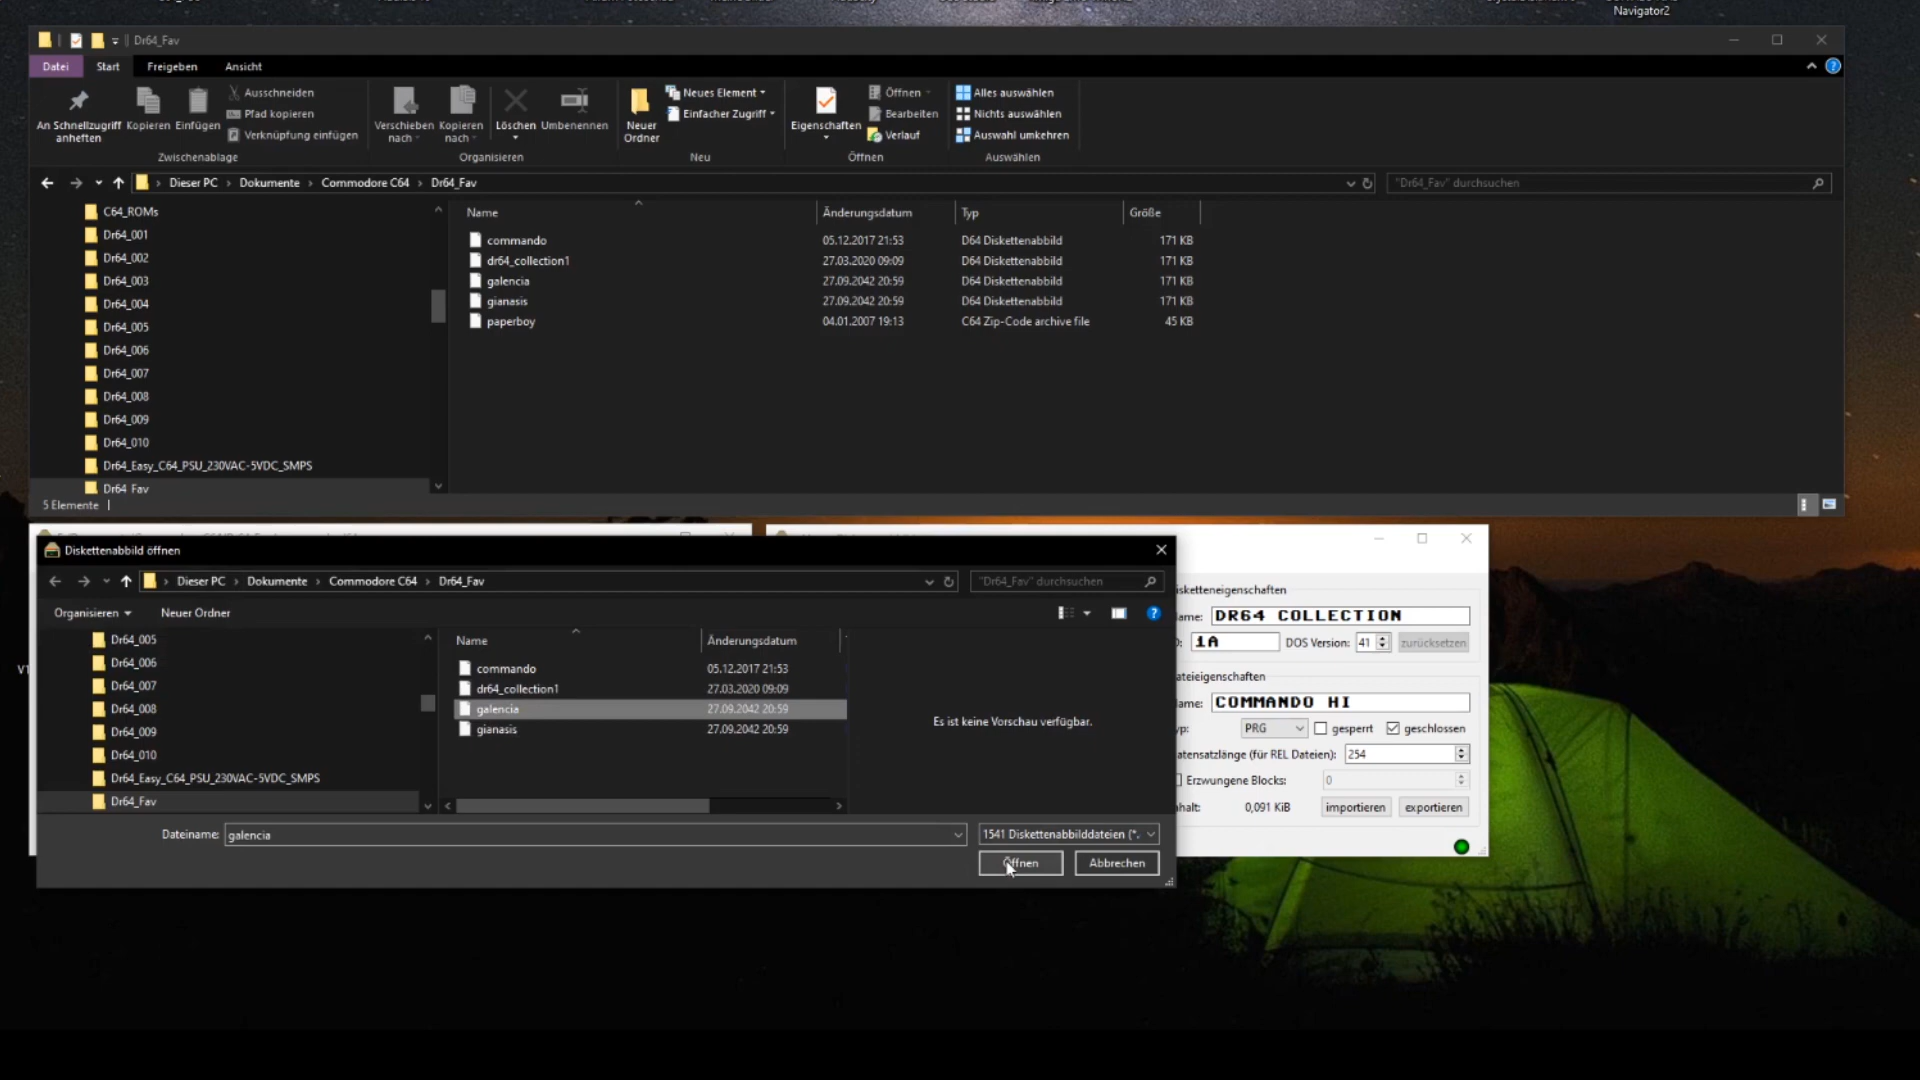 Navigator2
Dr64_Fav
Datei Start Freigeben Ansicht
An Schnellzugriff anheften
Kopieren
Einfügen
Ausschneiden
Pfad kopieren
Verknüpfung einfügen
Zwischenablage
Verschieben nach
Kopieren nach
Löschen
Umbenennen
Organisieren
Neuer Ordner
Neues Element
Einfacher Zugriff
Neu
Eigenschaften
Öffnen
Bearbeiten
Verlauf
Öffnen
Alles auswählen
Nichts auswählen
Auswahl umkehren
Auswählen
Dieser PC > Dokumente > Commodore C64 > Dr64_Fav
"Dr64_Fav" durchsuchen
C64_ROMs
Dr64_001
Dr64_002
Dr64_003
Dr64_004
Dr64_005
Dr64_006
Dr64_007
Dr64_008
Dr64_009
Dr64_010
Dr64_Easy_C64_PSU_230VAC-5VDC_SMPS
Dr64_Fav
Name Änderungsdatum Typ Größe
commando 05.12.2017 21:53 D64 Diskettenabbild 171 KB
dr64_collection1 27.03.2020 09:09 D64 Diskettenabbild 171 KB
galencia 27.09.2042 20:59 D64 Diskettenabbild 171 KB
gianasis 27.09.2042 20:59 D64 Diskettenabbild 171 KB
paperboy 04.01.2007 19:13 C64 Zip-Code archive file 45 KB
5 Elemente
Diskettenabbild öffnen
Dieser PC > Dokumente > Commodore C64 > Dr64_Fav
"Dr64_Fav" durchsuchen
Organisieren Neuer Ordner
Dr64_005
Dr64_006
Dr64_007
Dr64_008
Dr64_009
Dr64_010
Dr64_Easy_C64_PSU_230VAC-5VDC_SMPS
Dr64_Fav
Name Änderungsdatum
commando 05.12.2017 21:53
dr64_collection1 27.03.2020 09:09
galencia 27.09.2042 20:59
gianasis 27.09.2042 20:59
Es ist keine Vorschau verfügbar.
Dateiname: galencia
1541 Diskettenabbilddateien (*.
Öffnen Abbrechen
isketteneigenschaften
ame: DR64 COLLECTION
1A DOS Version: 41 zurücksetzen
ateieigenschaften
ame: COMMANDO HI
yp: PRG gesperrt geschlossen
atensatzlänge (für REL Dateien): 254
Erzwungene Blocks: 0
nhalt: 0,091 KiB importieren exportieren